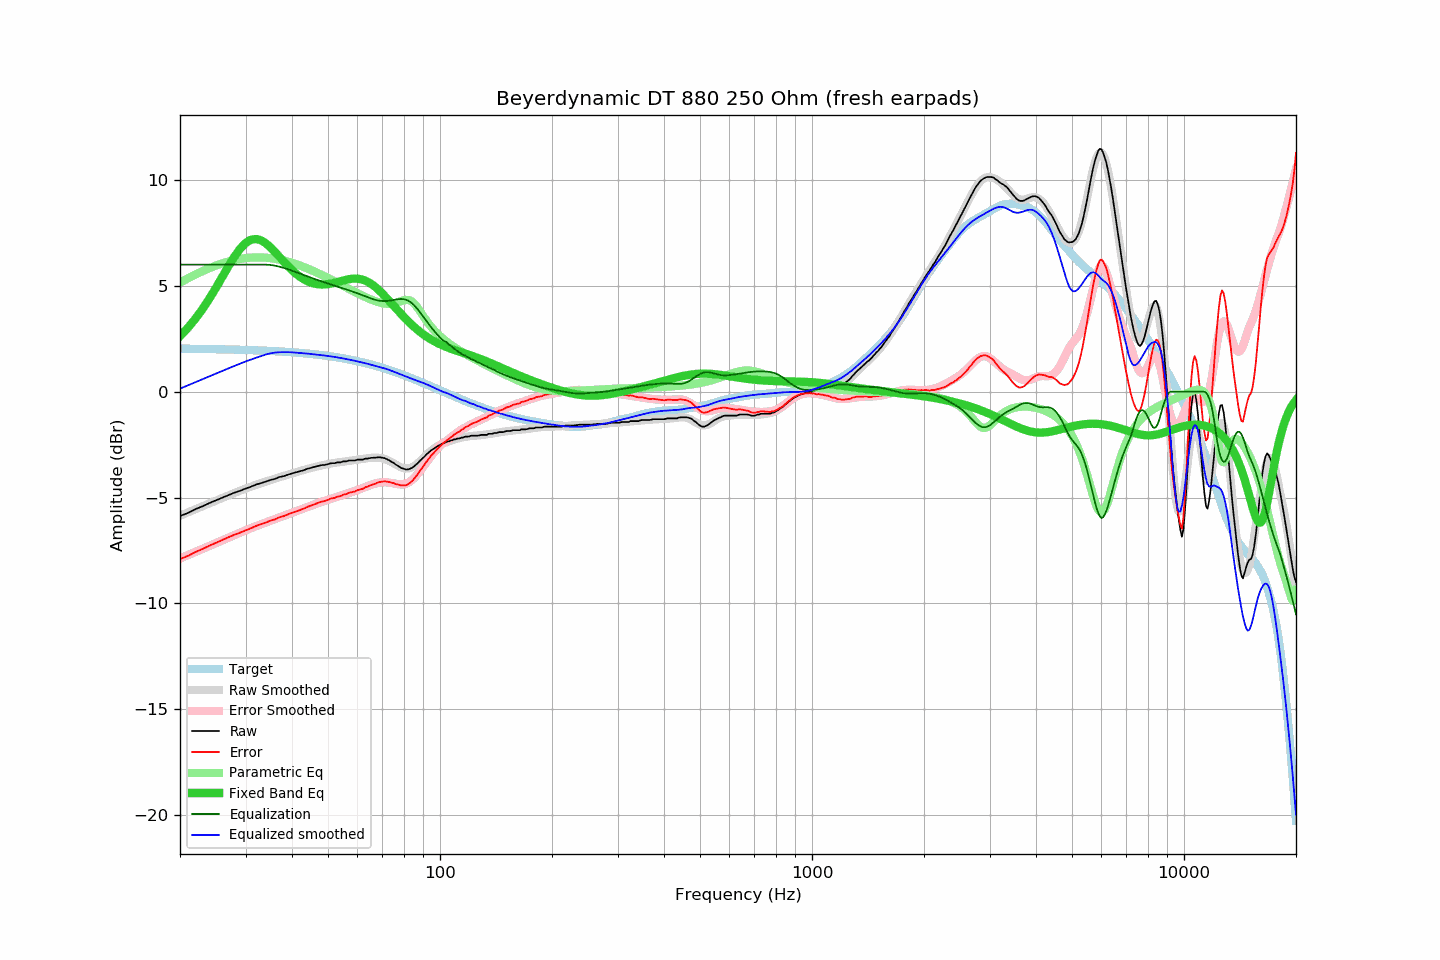 Beyerdynamic DT 880 250 Ohm (fresh earpads)
10
5
0
−5
−10
−15
−20
Amplitude (dBr)
Target
Raw Smoothed
Error Smoothed
Raw
Error
Parametric Eq
Fixed Band Eq
Equalization
Equalized smoothed
100
1000
10000
Frequency (Hz)